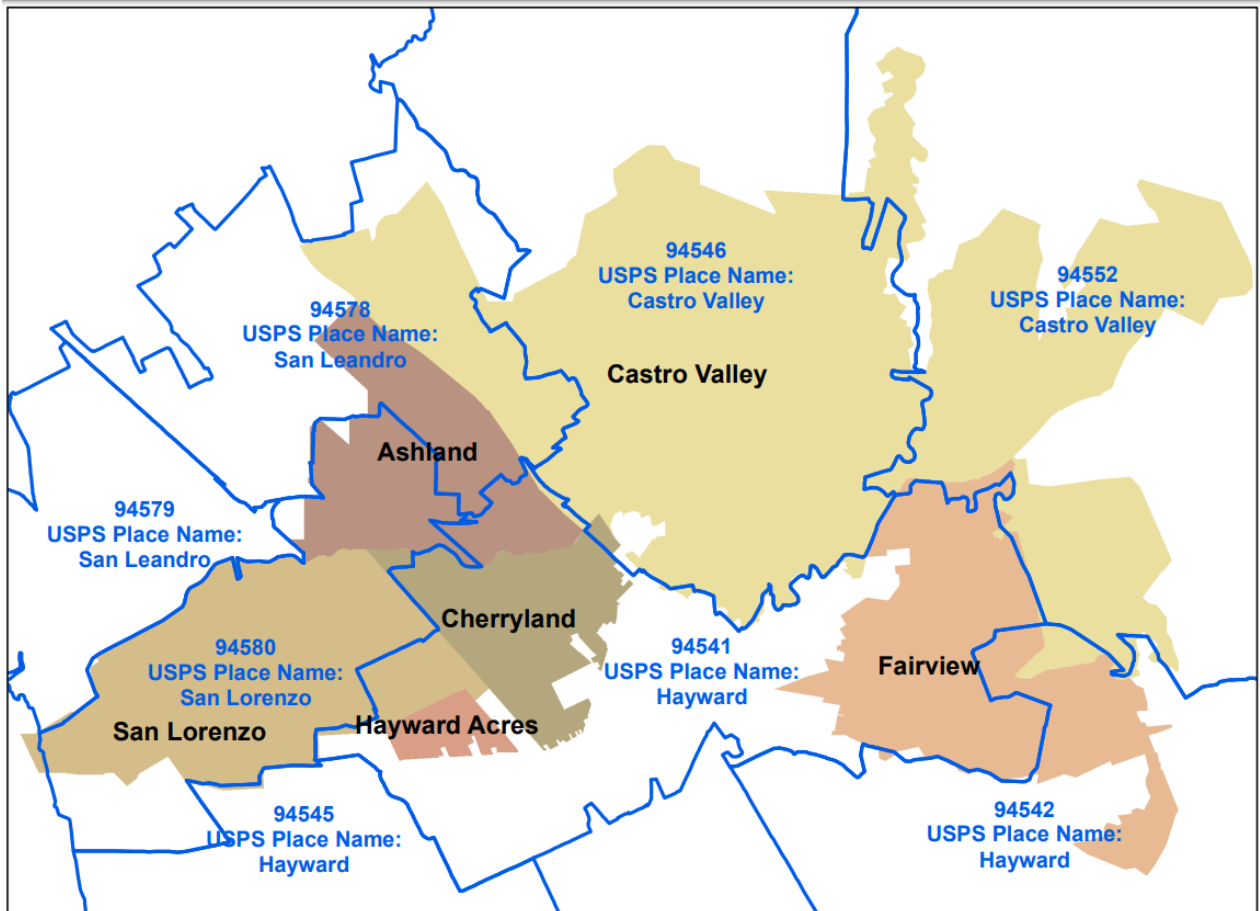 94546
USPS Place Name:
Castro Valley
94552
USPS Place Name:
Castro Valley
94578
USPS Place Name:
San Leandro
Castro Valley
Ashland
94579
USPS Place Name:
San Leandro
Cherryland
94580
USPS Place Name:
San Lorenzo
94541
USPS Place Name:
Hayward
Fairview
San Lorenzo
Hayward Acres
94545
USPS Place Name:
Hayward
94542
USPS Place Name:
Hayward